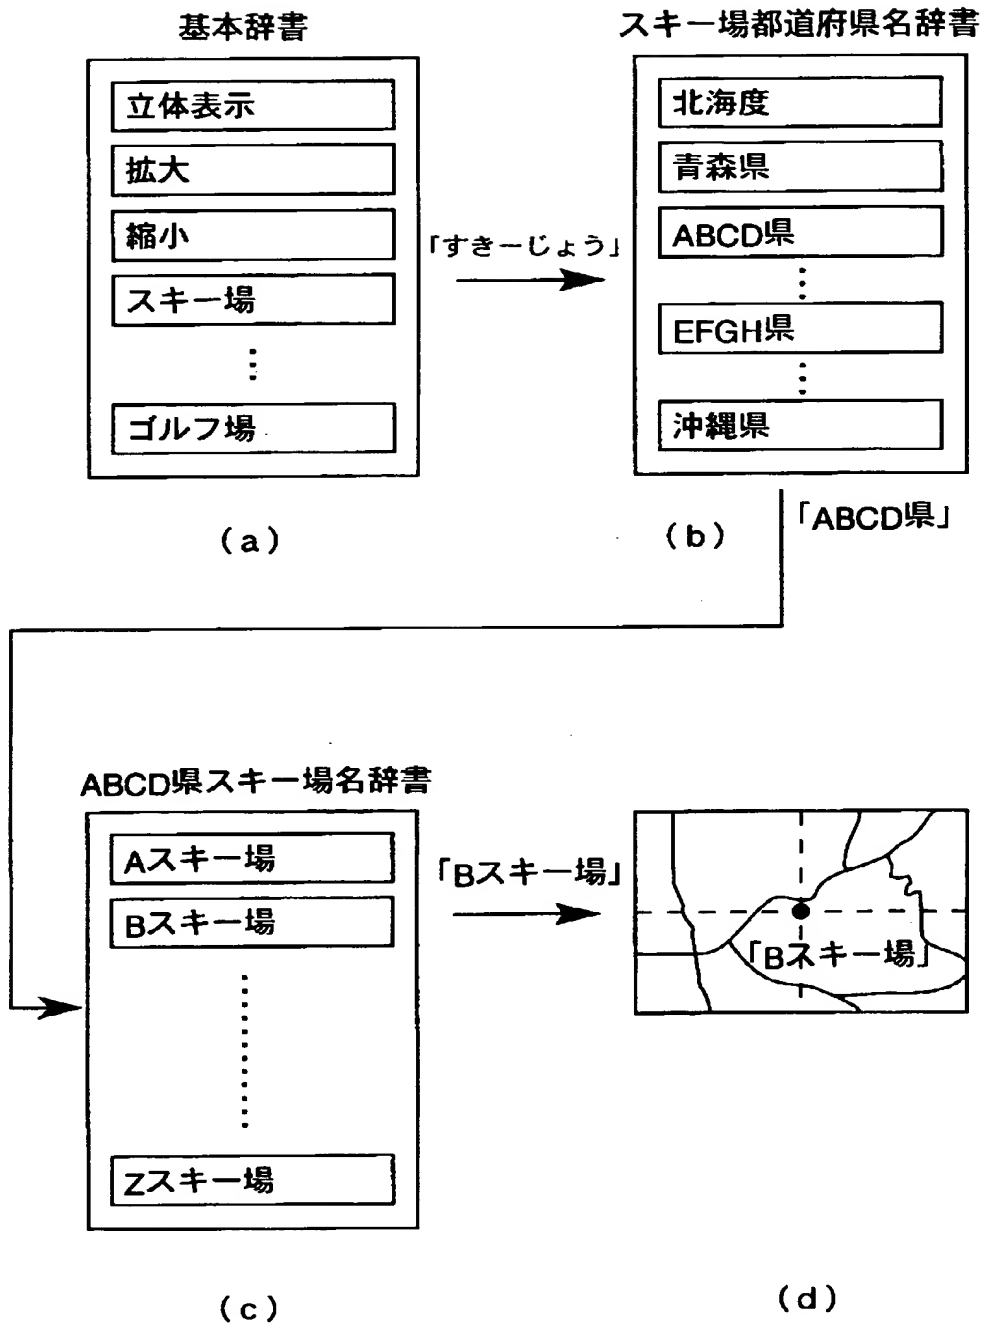 基本辞書
立体表示
拡大
縮小
スキー場
ゴルフ場
(a)
「すきーじょう」
スキー場都道府県名辞書
北海度
青森県
ABCD県
EFGH県
沖縄県
(b)
「ABCD県」
ABCD県スキー場名辞書
Aスキー場
Bスキー場
Zスキー場
(c)
「Bスキー場」
「Bスキー場」
(d)